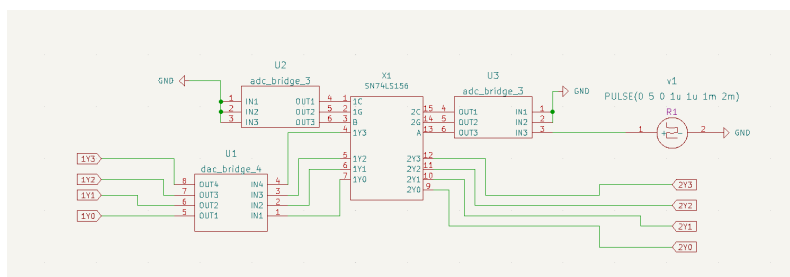 U2
adc_bridge_3
GND
1 IN1 OUT1 4
2 IN2 OUT2 5
3 IN3 OUT3 6
X1
SN74LS156
1 1C 2C 15
2 1G 2G 14
3 B A 13
4 1Y3
5 1Y2 2Y3 12
6 1Y1 2Y2 11
7 1Y0 2Y1 10
2Y0 9
U3
adc_bridge_3
GND
4 OUT1 IN1 1
5 OUT2 IN2 2
6 OUT3 IN3 3
v1
PULSE(0 5 0 1u 1u 1m 2m)
R1
1 2 GND
U1
dac_bridge_4
8 OUT4 IN4 4
7 OUT3 IN3 3
6 OUT2 IN2 2
5 OUT1 IN1 1
1Y3
1Y2
1Y1
1Y0
2Y3
2Y2
2Y1
2Y0